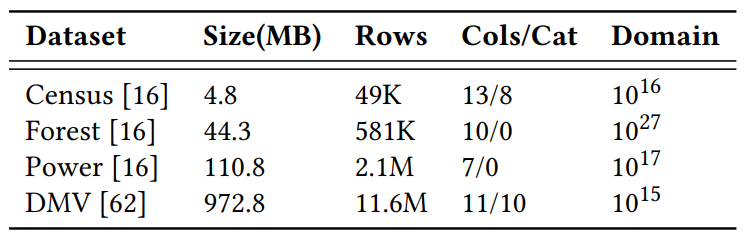 Dataset Size(MB) Rows Cols/Cat Domain
Census [16] 4.8 49K 13/8 10^16
Forest [16] 44.3 581K 10/0 10^27
Power [16] 110.8 2.1M 7/0 10^17
DMV [62] 972.8 11.6M 11/10 10^15